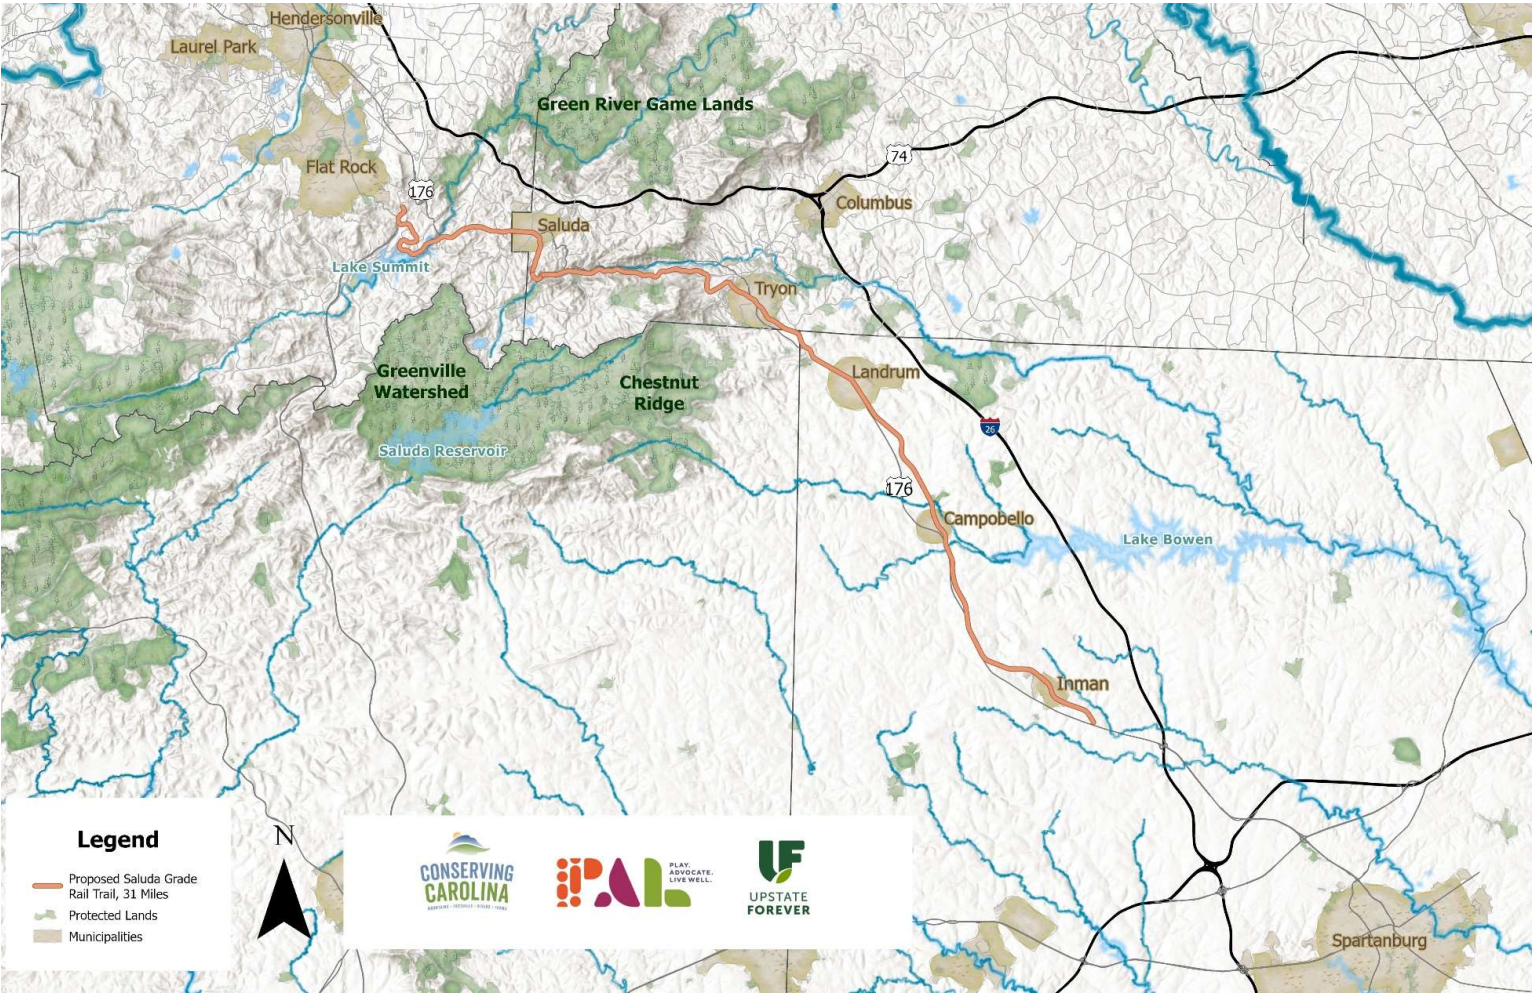 Hendersonville
Laurel Park
Green River Game Lands
Flat Rock
74
176
Columbus
Saluda
Lake Summit
Tryon
Greenville
Watershed
Chestnut
Ridge
Landrum
26
Saluda Reservoir
176
Campobello
Lake Bowen
Inman
Legend
Proposed Saluda Grade
Rail Trail, 31 Miles
Protected Lands
Municipalities
N
CONSERVING
CAROLINA
PAL
PLAY.
ADVOCATE.
LIVE WELL.
UF
UPSTATE
FOREVER
Spartanburg